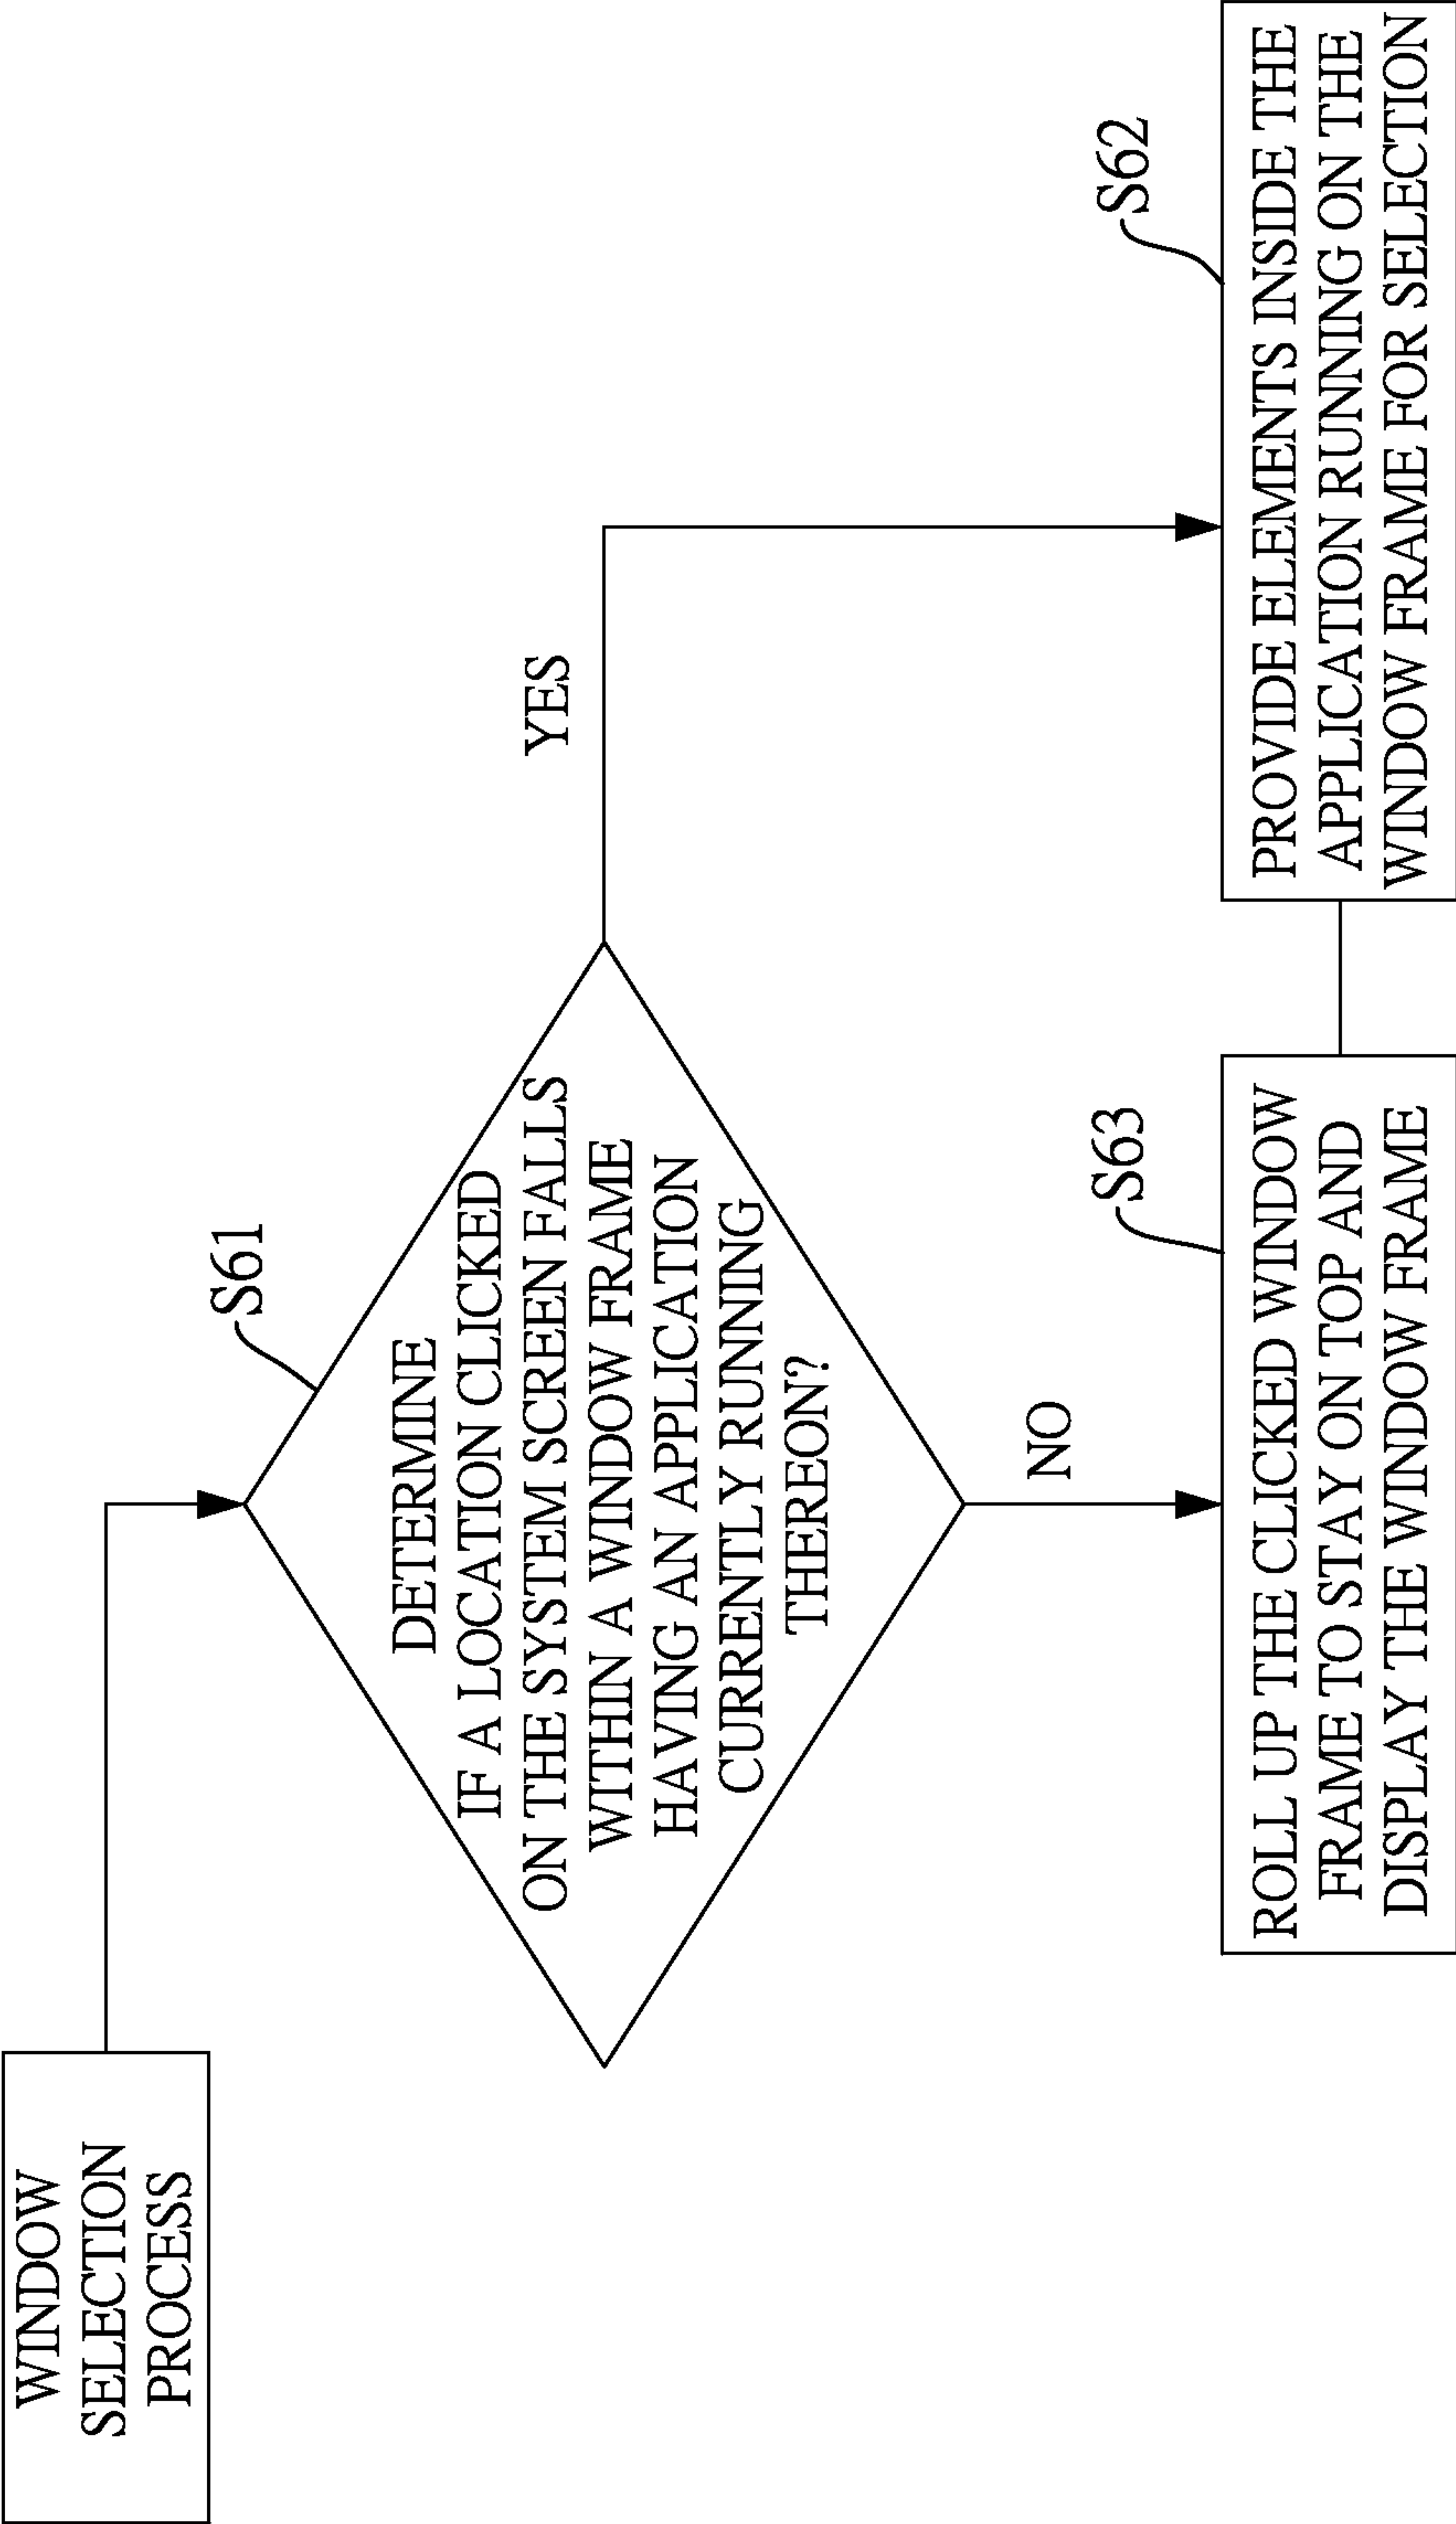 WINDOW
SELECTION
PROCESS
S61
DETERMINE
IF A LOCATION CLICKED
ON THE SYSTEM SCREEN FALLS
WITHIN A WINDOW FRAME
HAVING AN APPLICATION
CURRENTLY RUNNING
THEREON?
YES
NO
S63
ROLL UP THE CLICKED WINDOW
FRAME TO STAY ON TOP AND
DISPLAY THE WINDOW FRAME
S62
PROVIDE ELEMENTS INSIDE THE
APPLICATION RUNNING ON THE
WINDOW FRAME FOR SELECTION